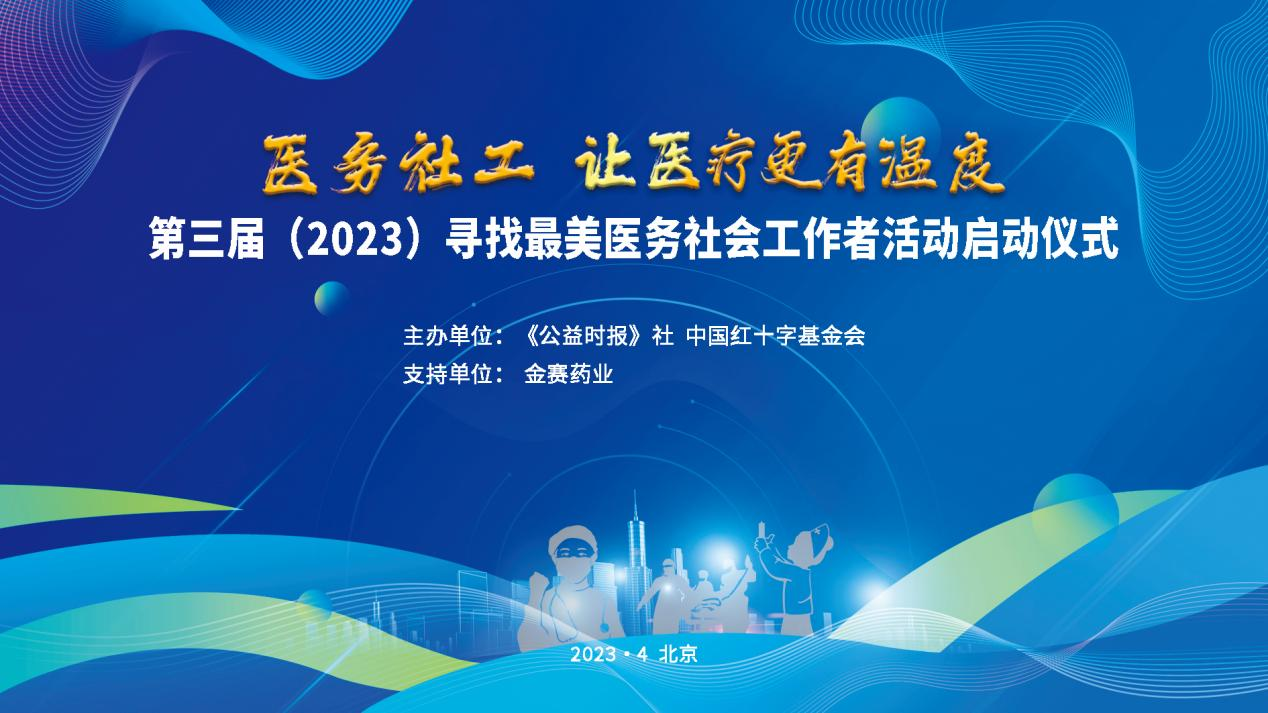 医务社工 让医疗更有温度
第三届（2023）寻找最美医务社会工作者活动启动仪式
主办单位：《公益时报》社 中国红十字基金会
支持单位： 金赛药业
2023·4 北京